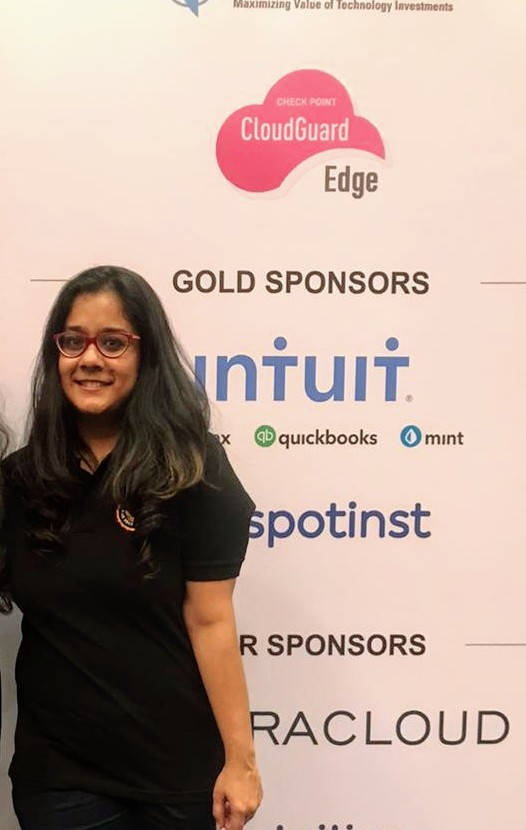 Maximizing Value of Technology Investments
CHECK POINT
CloudGuard
Edge
GOLD SPONSORS
intuit
quickbooks mint
spotinst
SPONSORS
RACLOUD